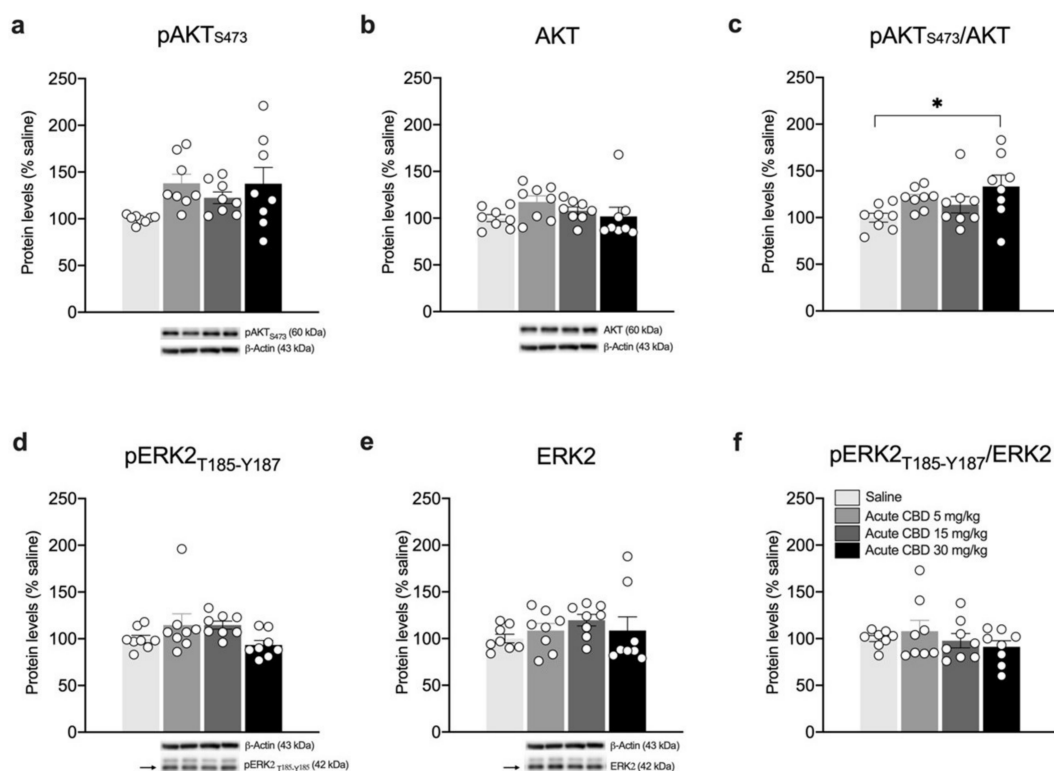 a
pAKTS473
Protein levels (% saline)
250
200
150
100
50
0
pAKTS473 (60 kDa)
β-Actin (43 kDa)
b
AKT
Protein levels (% saline)
250
200
150
100
50
0
AKT (60 kDa)
β-Actin (43 kDa)
c
pAKTS473/AKT
Protein levels (% saline)
250
200
150
100
50
0
*
d
pERK2T185-Y187
Protein levels (% saline)
250
200
150
100
50
0
β-Actin (43 kDa)
pERK2 T185-Y185 (42 kDa)
e
ERK2
Protein levels (% saline)
250
200
150
100
50
0
β-Actin (43 kDa)
ERK2 (42 kDa)
f
pERK2T185-Y187/ERK2
Protein levels (% saline)
250
200
150
100
50
0
Saline
Acute CBD 5 mg/kg
Acute CBD 15 mg/kg
Acute CBD 30 mg/kg